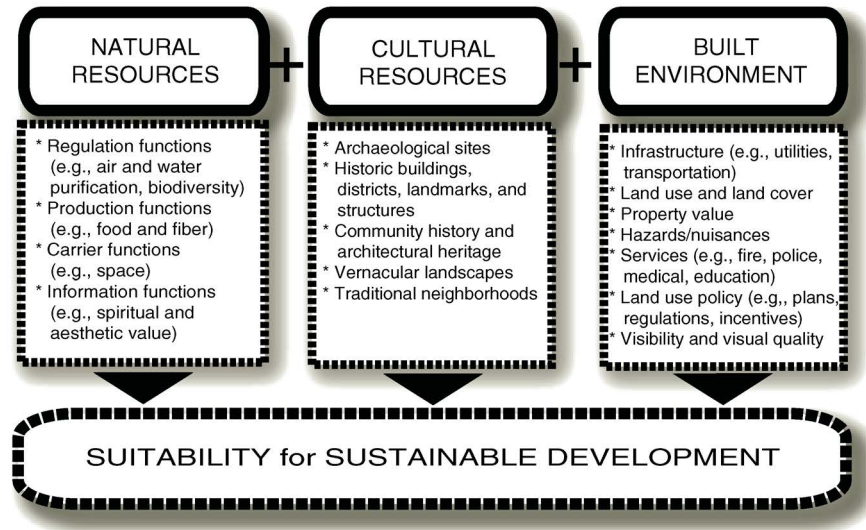 NATURAL
RESOURCES
+
CULTURAL
RESOURCES
+
BUILT
ENVIRONMENT
* Regulation functions
(e.g., air and water
purification, biodiversity)
* Production functions
(e.g., food and fiber)
* Carrier functions
(e.g., space)
* Information functions
(e.g., spiritual and
aesthetic value)
* Archaeological sites
* Historic buildings,
districts, landmarks, and
structures
* Community history and
architectural heritage
* Vernacular landscapes
* Traditional neighborhoods
* Infrastructure (e.g., utilities,
transportation)
* Land use and land cover
* Property value
* Hazards/nuisances
* Services (e.g., fire, police,
medical, education)
* Land use policy (e.g,, plans,
regulations, incentives)
* Visibility and visual quality
SUITABILITY for SUSTAINABLE DEVELOPMENT